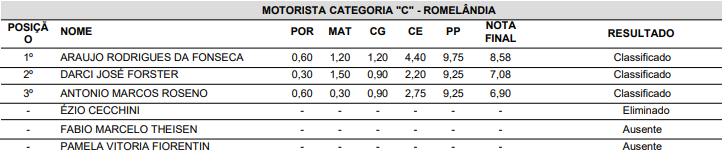 MOTORISTA CATEGORIA "C" - ROMELÂNDIA
POSIÇÃO NOME POR MAT CG CE PP NOTA FINAL RESULTADO
1º ARAUJO RODRIGUES DA FONSECA 0,60 1,20 1,20 4,40 9,75 8,58 Classificado
2º DARCI JOSÉ FORSTER 0,30 1,50 0,90 2,20 9,25 7,08 Classificado
3º ANTONIO MARCOS ROSENO 0,60 0,30 0,90 2,75 9,25 6,90 Classificado
- ÉZIO CECCHINI - - - - - - Eliminado
- FABIO MARCELO THEISEN - - - - - - Ausente
- PAMELA VITORIA FIORENTIN - - - - - - Ausente